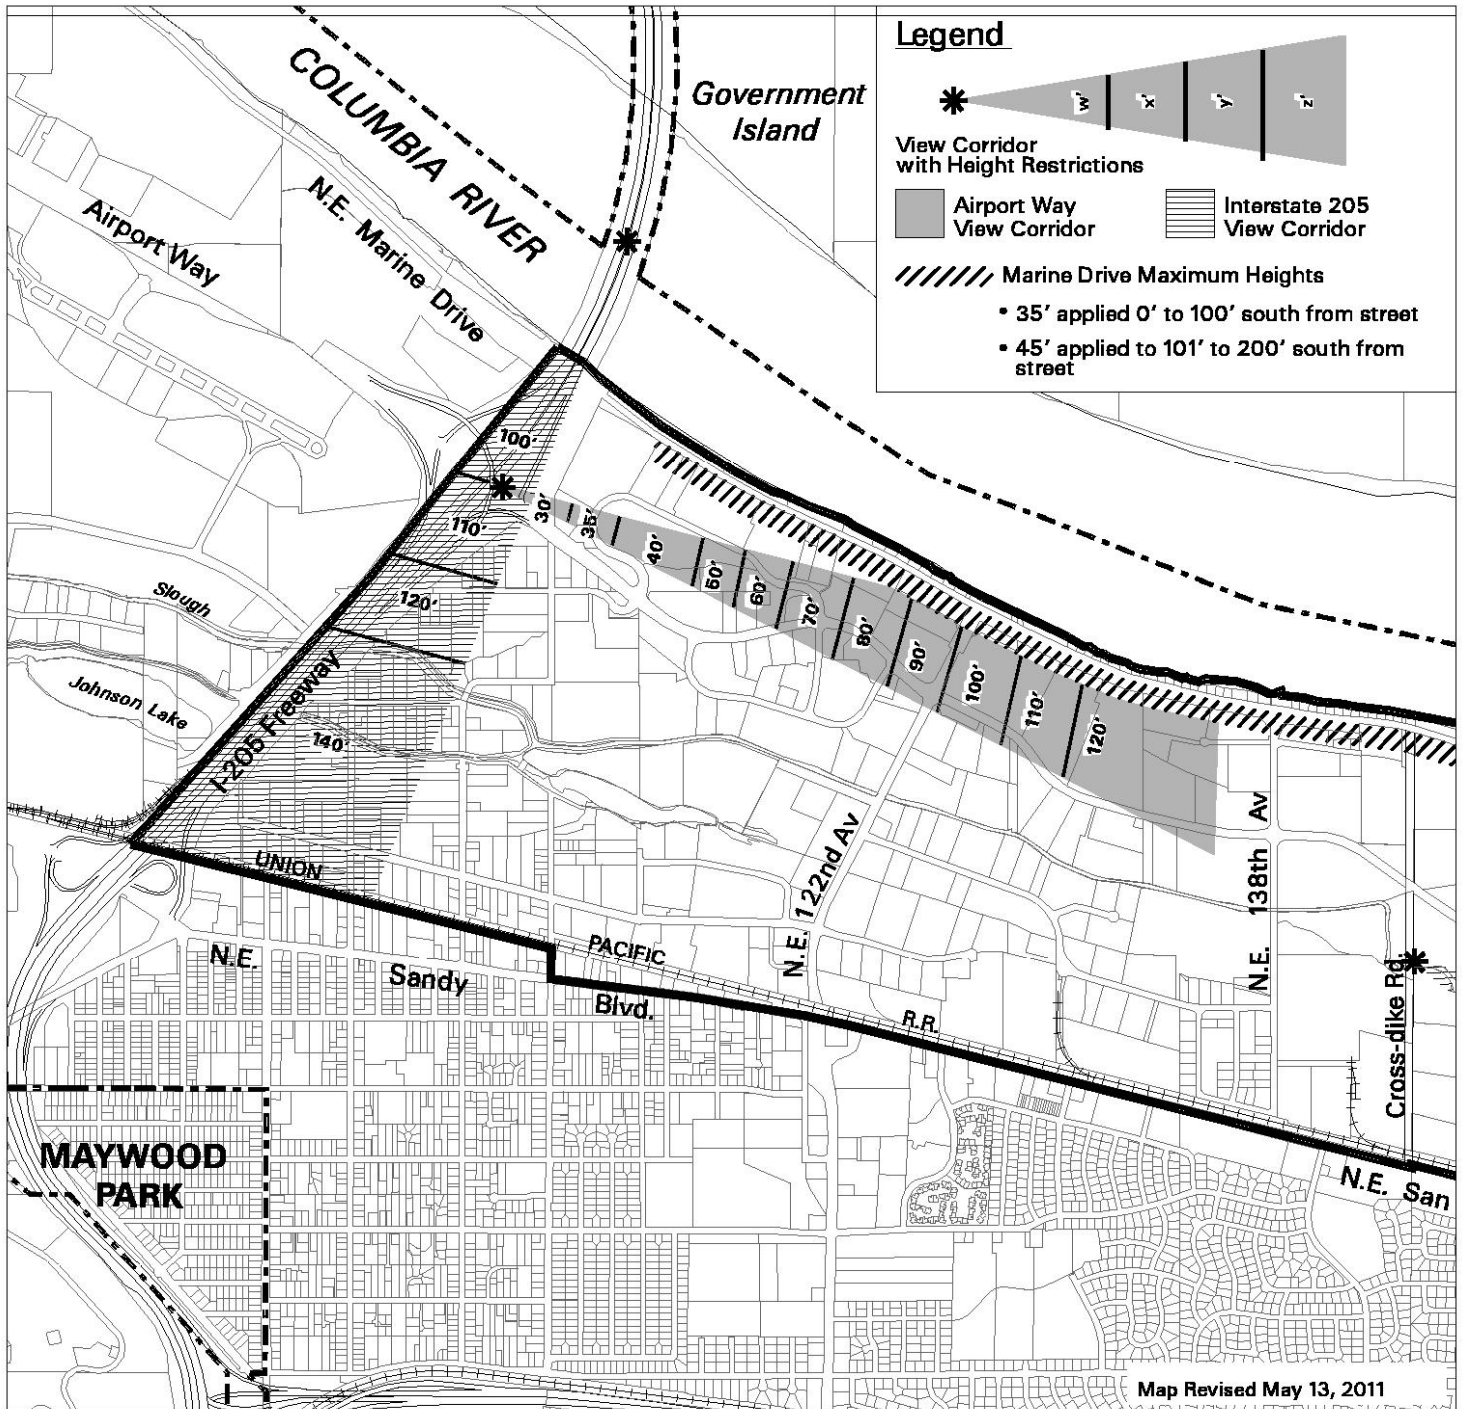 Legend
w'
x'
y'
z'
View Corridor
with Height Restrictions
Airport Way
View Corridor
Interstate 205
View Corridor
Marine Drive Maximum Heights
• 35' applied 0' to 100' south from street
• 45' applied to 101' to 200' south from
street
COLUMBIA RIVER
Government
Island
Airport Way
N.E. Marine Drive
100'
110'
120'
140'
30'
35'
40'
50'
60'
70'
80'
90'
100'
110'
120'
Slough
Johnson Lake
I-205 Freeway
UNION
PACIFIC
R.R.
N.E.
Sandy
Blvd.
N.E. 122nd Av
N.E. 138th Av
Cross-dike Rd.
N.E. San
MAYWOOD
PARK
Map Revised May 13, 2011